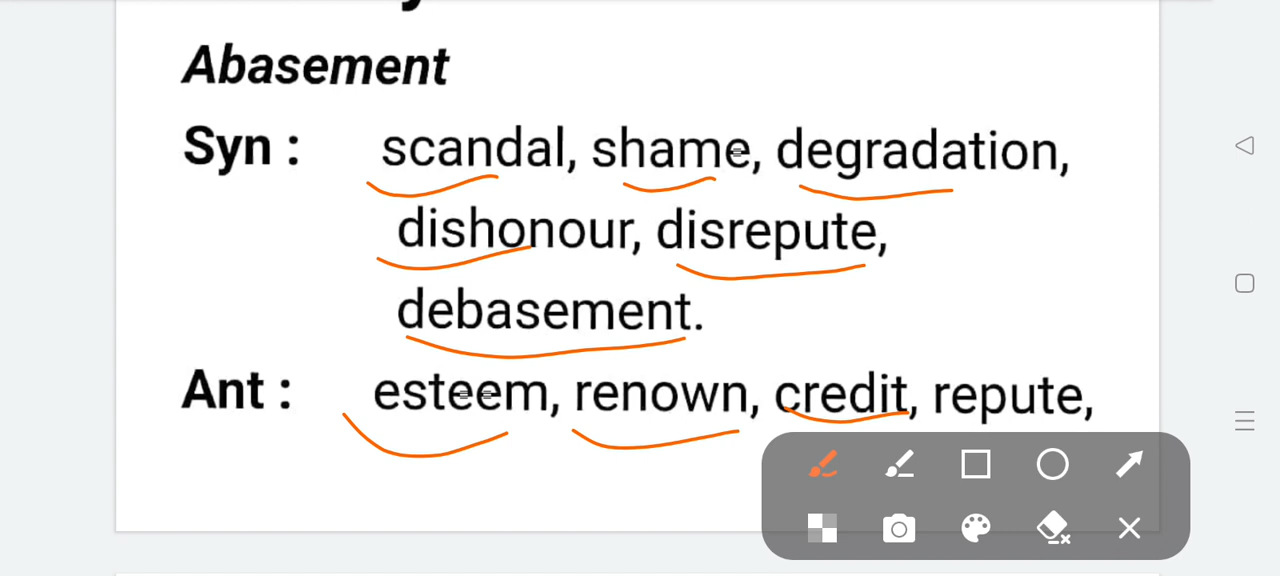 Abasement
Syn : scandal, shame, degradation,
dishonour, disrepute,
debasement.
Ant : esteem, renown, credit, repute,